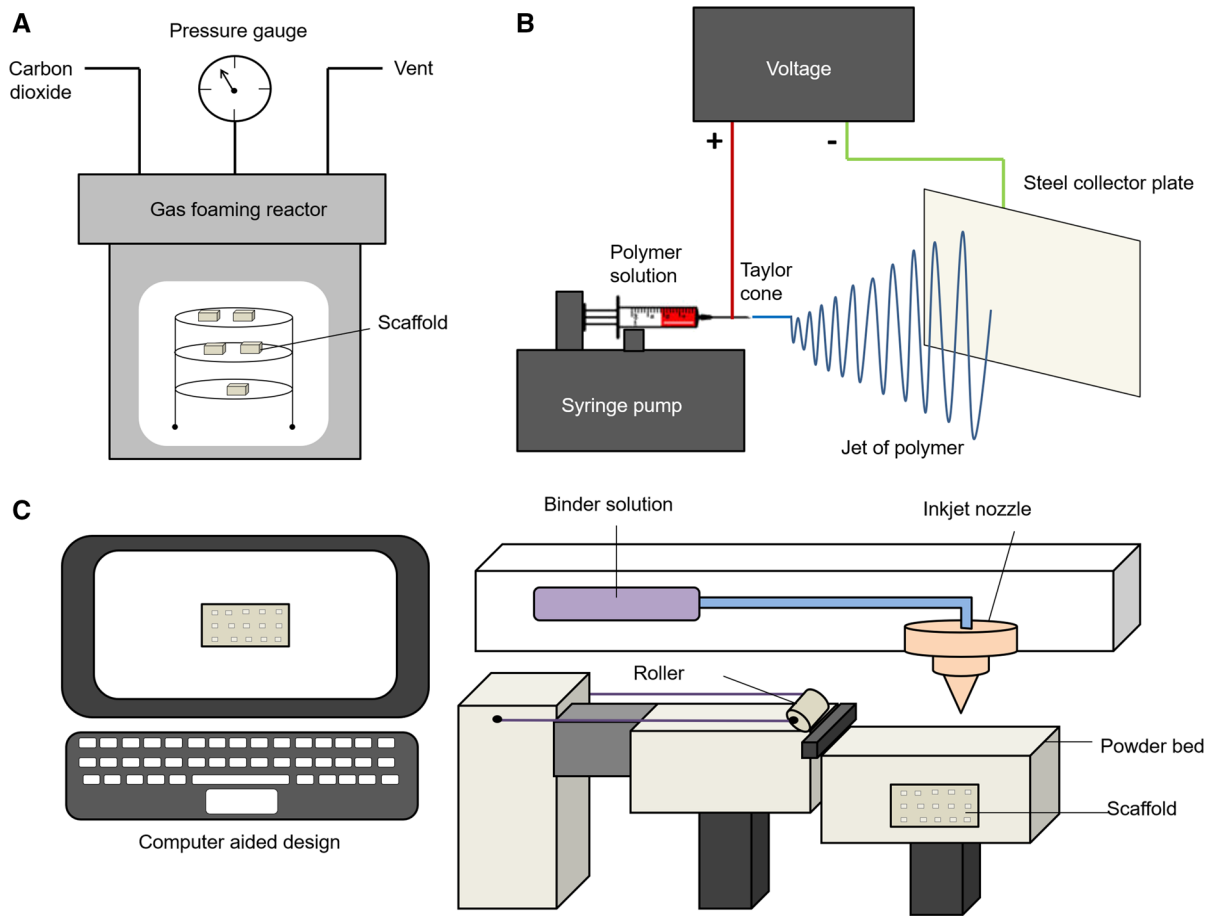 A
Pressure gauge
Carbon
dioxide
Vent
Gas foaming reactor
Scaffold
B
Voltage
+
-
Steel collector plate
Polymer
solution
Taylor
cone
Syringe pump
Jet of polymer
C
Computer aided design
Binder solution
Inkjet nozzle
Roller
Powder bed
Scaffold